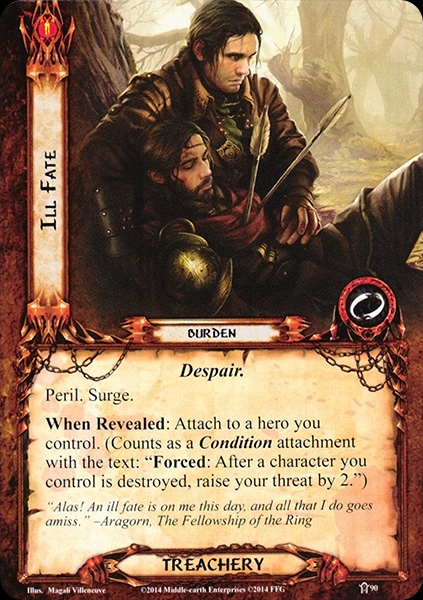 ILL FATE
BURDEN
Despair.
Peril. Surge.
When Revealed: Attach to a hero you
control. (Counts as a Condition attachment
with the text: “Forced: After a character you
control is destroyed, raise your threat by 2.”)
“Alas! An ill fate is on me this day, and all that I do goes
amiss.” –Aragorn, The Fellowship of the Ring
TREACHERY
Illus. Magali Villeneuve
©2014 Middle-earth Enterprises ©2014 FFG
90